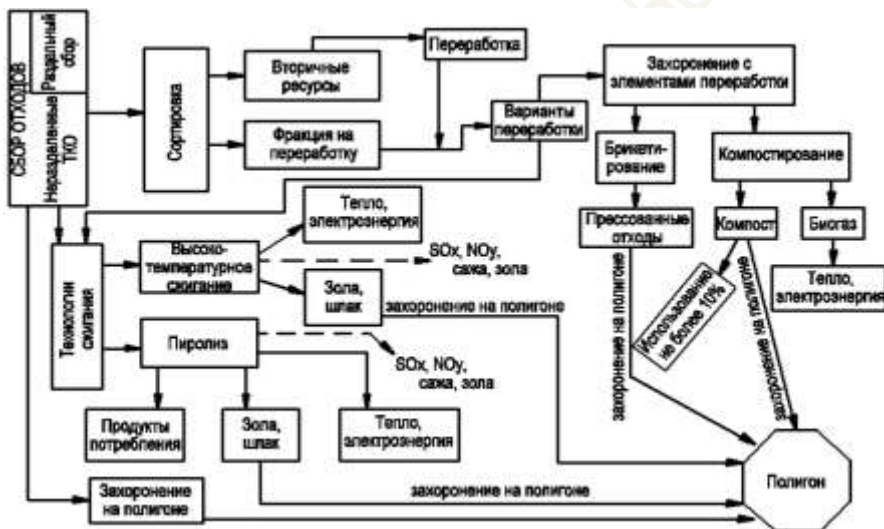 СБОР ОТХОДОВ
Раздельный
сбор
Неразделенные
ТКО
Сортировка
Вторичные
ресурсы
Переработка
Фракция на
переработку
Варианты
переработки
Захоронение с
элементами переработки
Брикети-
рование
Компостирование
Прессованные
отходы
Компост
Биогаз
Тепло,
электроэнергия
Использованию
не более 10%
захоронение на полигоне
захоронение на полигоне
Технологии
сжигания
Высоко-
температурное
сжигание
Тепло,
электроэнергия
SOx, NOy,
сажа, зола
Зола,
шлак
захоронение на полигоне
Пиролиз
SOx, NOy,
сажа, зола
Продукты
потребления
Зола,
шлак
Тепло,
электроэнергия
Захоронение
на полигоне
захоронение на полигоне
Полигон